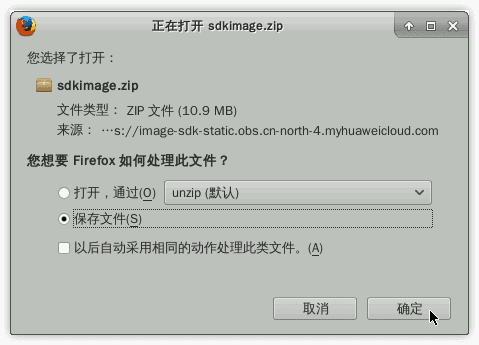 正在打开 sdkimage.zip
您选择了打开：
sdkimage.zip
文件类型： ZIP 文件 (10.9 MB)
来源： …s://image-sdk-static.obs.cn-north-4.myhuaweicloud.com
您想要 Firefox 如何处理此文件？
打开，通过(O) unzip (默认)
保存文件(S)
以后自动采用相同的动作处理此类文件。(A)
取消 确定